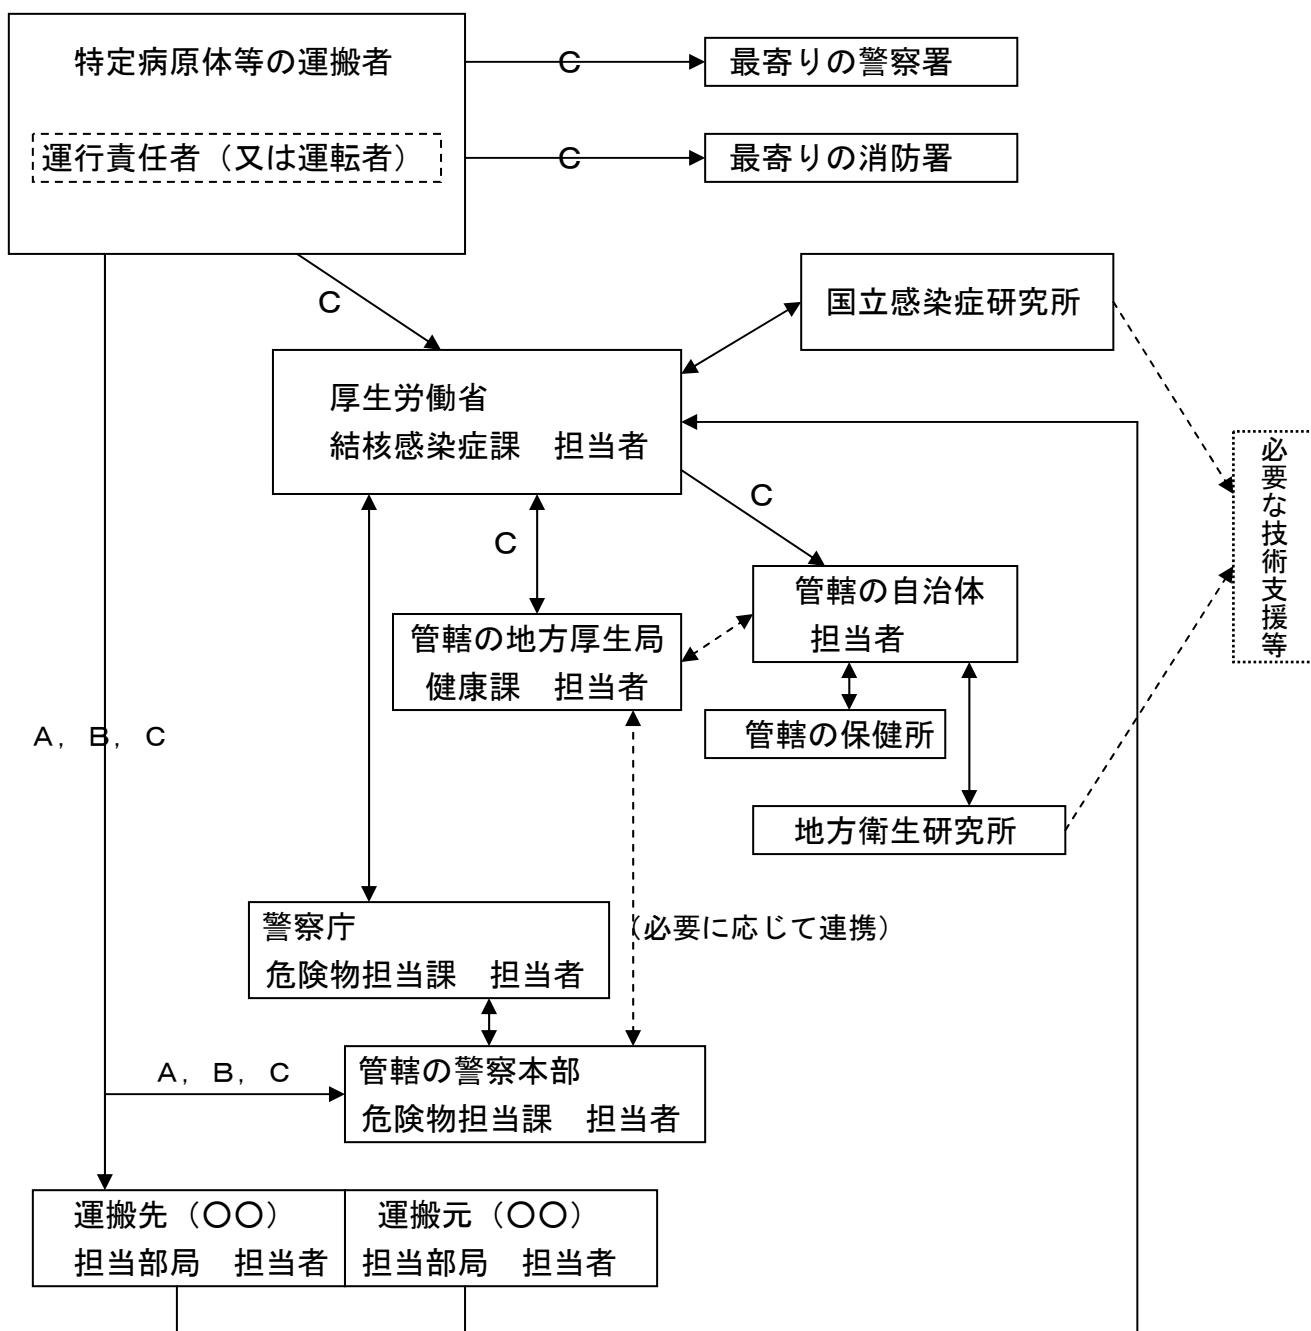 特定病原体等の運搬者
運行責任者（又は運転者）
C
最寄りの警察署
C
最寄りの消防署
C
国立感染症研究所
厚生労働省
結核感染症課　担当者
必要な技術支援等
C
C
管轄の自治体
担当者
管轄の地方厚生局
健康課　担当者
管轄の保健所
A，B，C
地方衛生研究所
警察庁
危険物担当課　担当者
（必要に応じて連携）
A，B，C
管轄の警察本部
危険物担当課　担当者
運搬先（〇〇）
担当部局　担当者
運搬元（〇〇）
担当部局　担当者